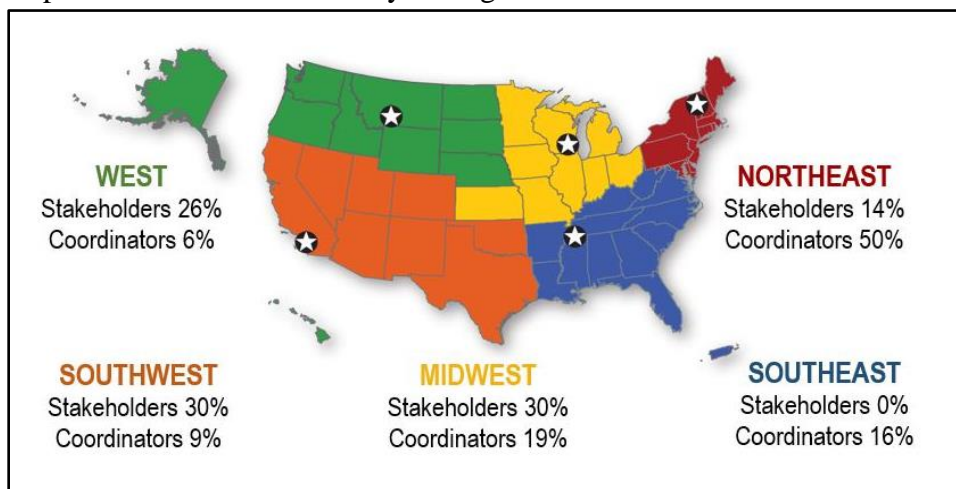 WEST
Stakeholders 26%
Coordinators 6%
NORTHEAST
Stakeholders 14%
Coordinators 50%
SOUTHWEST
Stakeholders 30%
Coordinators 9%
MIDWEST
Stakeholders 30%
Coordinators 19%
SOUTHEAST
Stakeholders 0%
Coordinators 16%